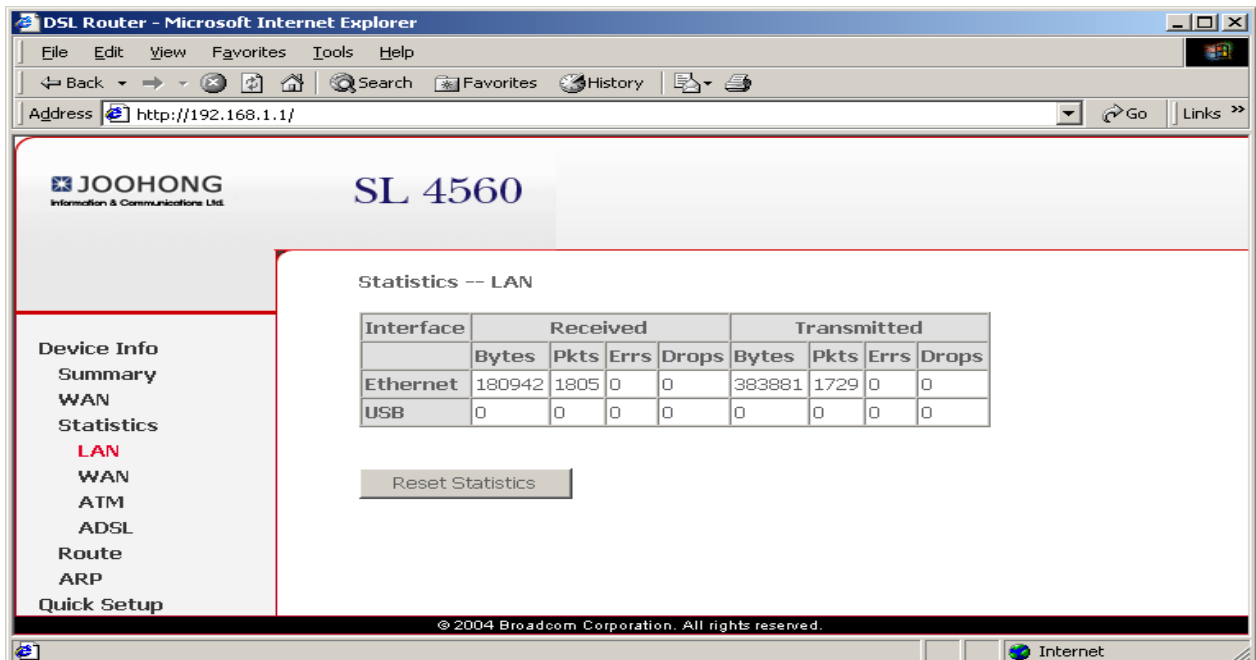 DSL Router - Microsoft Internet Explorer
File Edit View Favorites Tools Help
Back Search Favorites History
Address http://192.168.1.1/ Go Links »
JOOHONG
Information & Communications Ltd.
SL 4560
Statistics -- LAN
Interface Received Transmitted
Bytes Pkts Errs Drops Bytes Pkts Errs Drops
Ethernet 180942 1805 0 0 383881 1729 0 0
USB 0 0 0 0 0 0 0 0
Reset Statistics
Device Info
Summary
WAN
Statistics
LAN
WAN
ATM
ADSL
Route
ARP
Quick Setup
© 2004 Broadcom Corporation. All rights reserved.
Internet